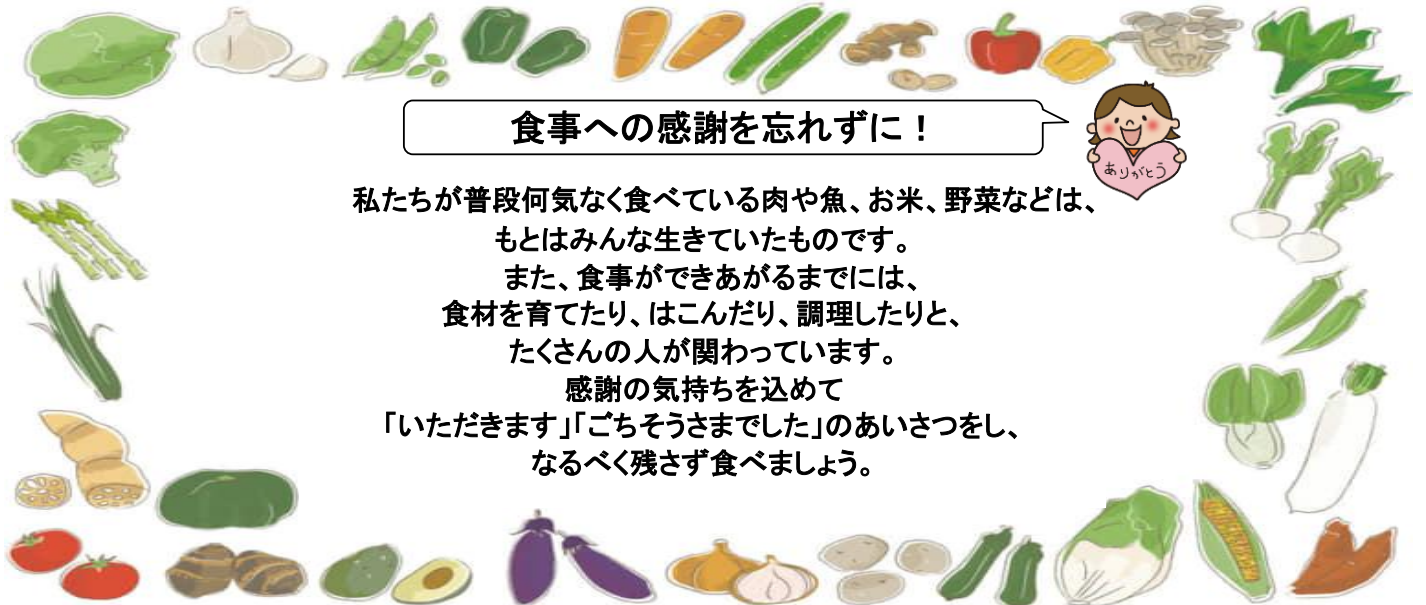 食事への感謝を忘れずに！
ありがとう
私たちが普段何気なく食べている肉や魚、お米、野菜などは、
もとはみんな生きていたものです。
また、食事ができあがるまでには、
食材を育てたり、はこんだり、調理したりと、
たくさんの人が関わっています。
感謝の気持ちを込めて
「いただきます」「ごちそうさまでした」のあいさつをし、
なるべく残さず食べましょう。